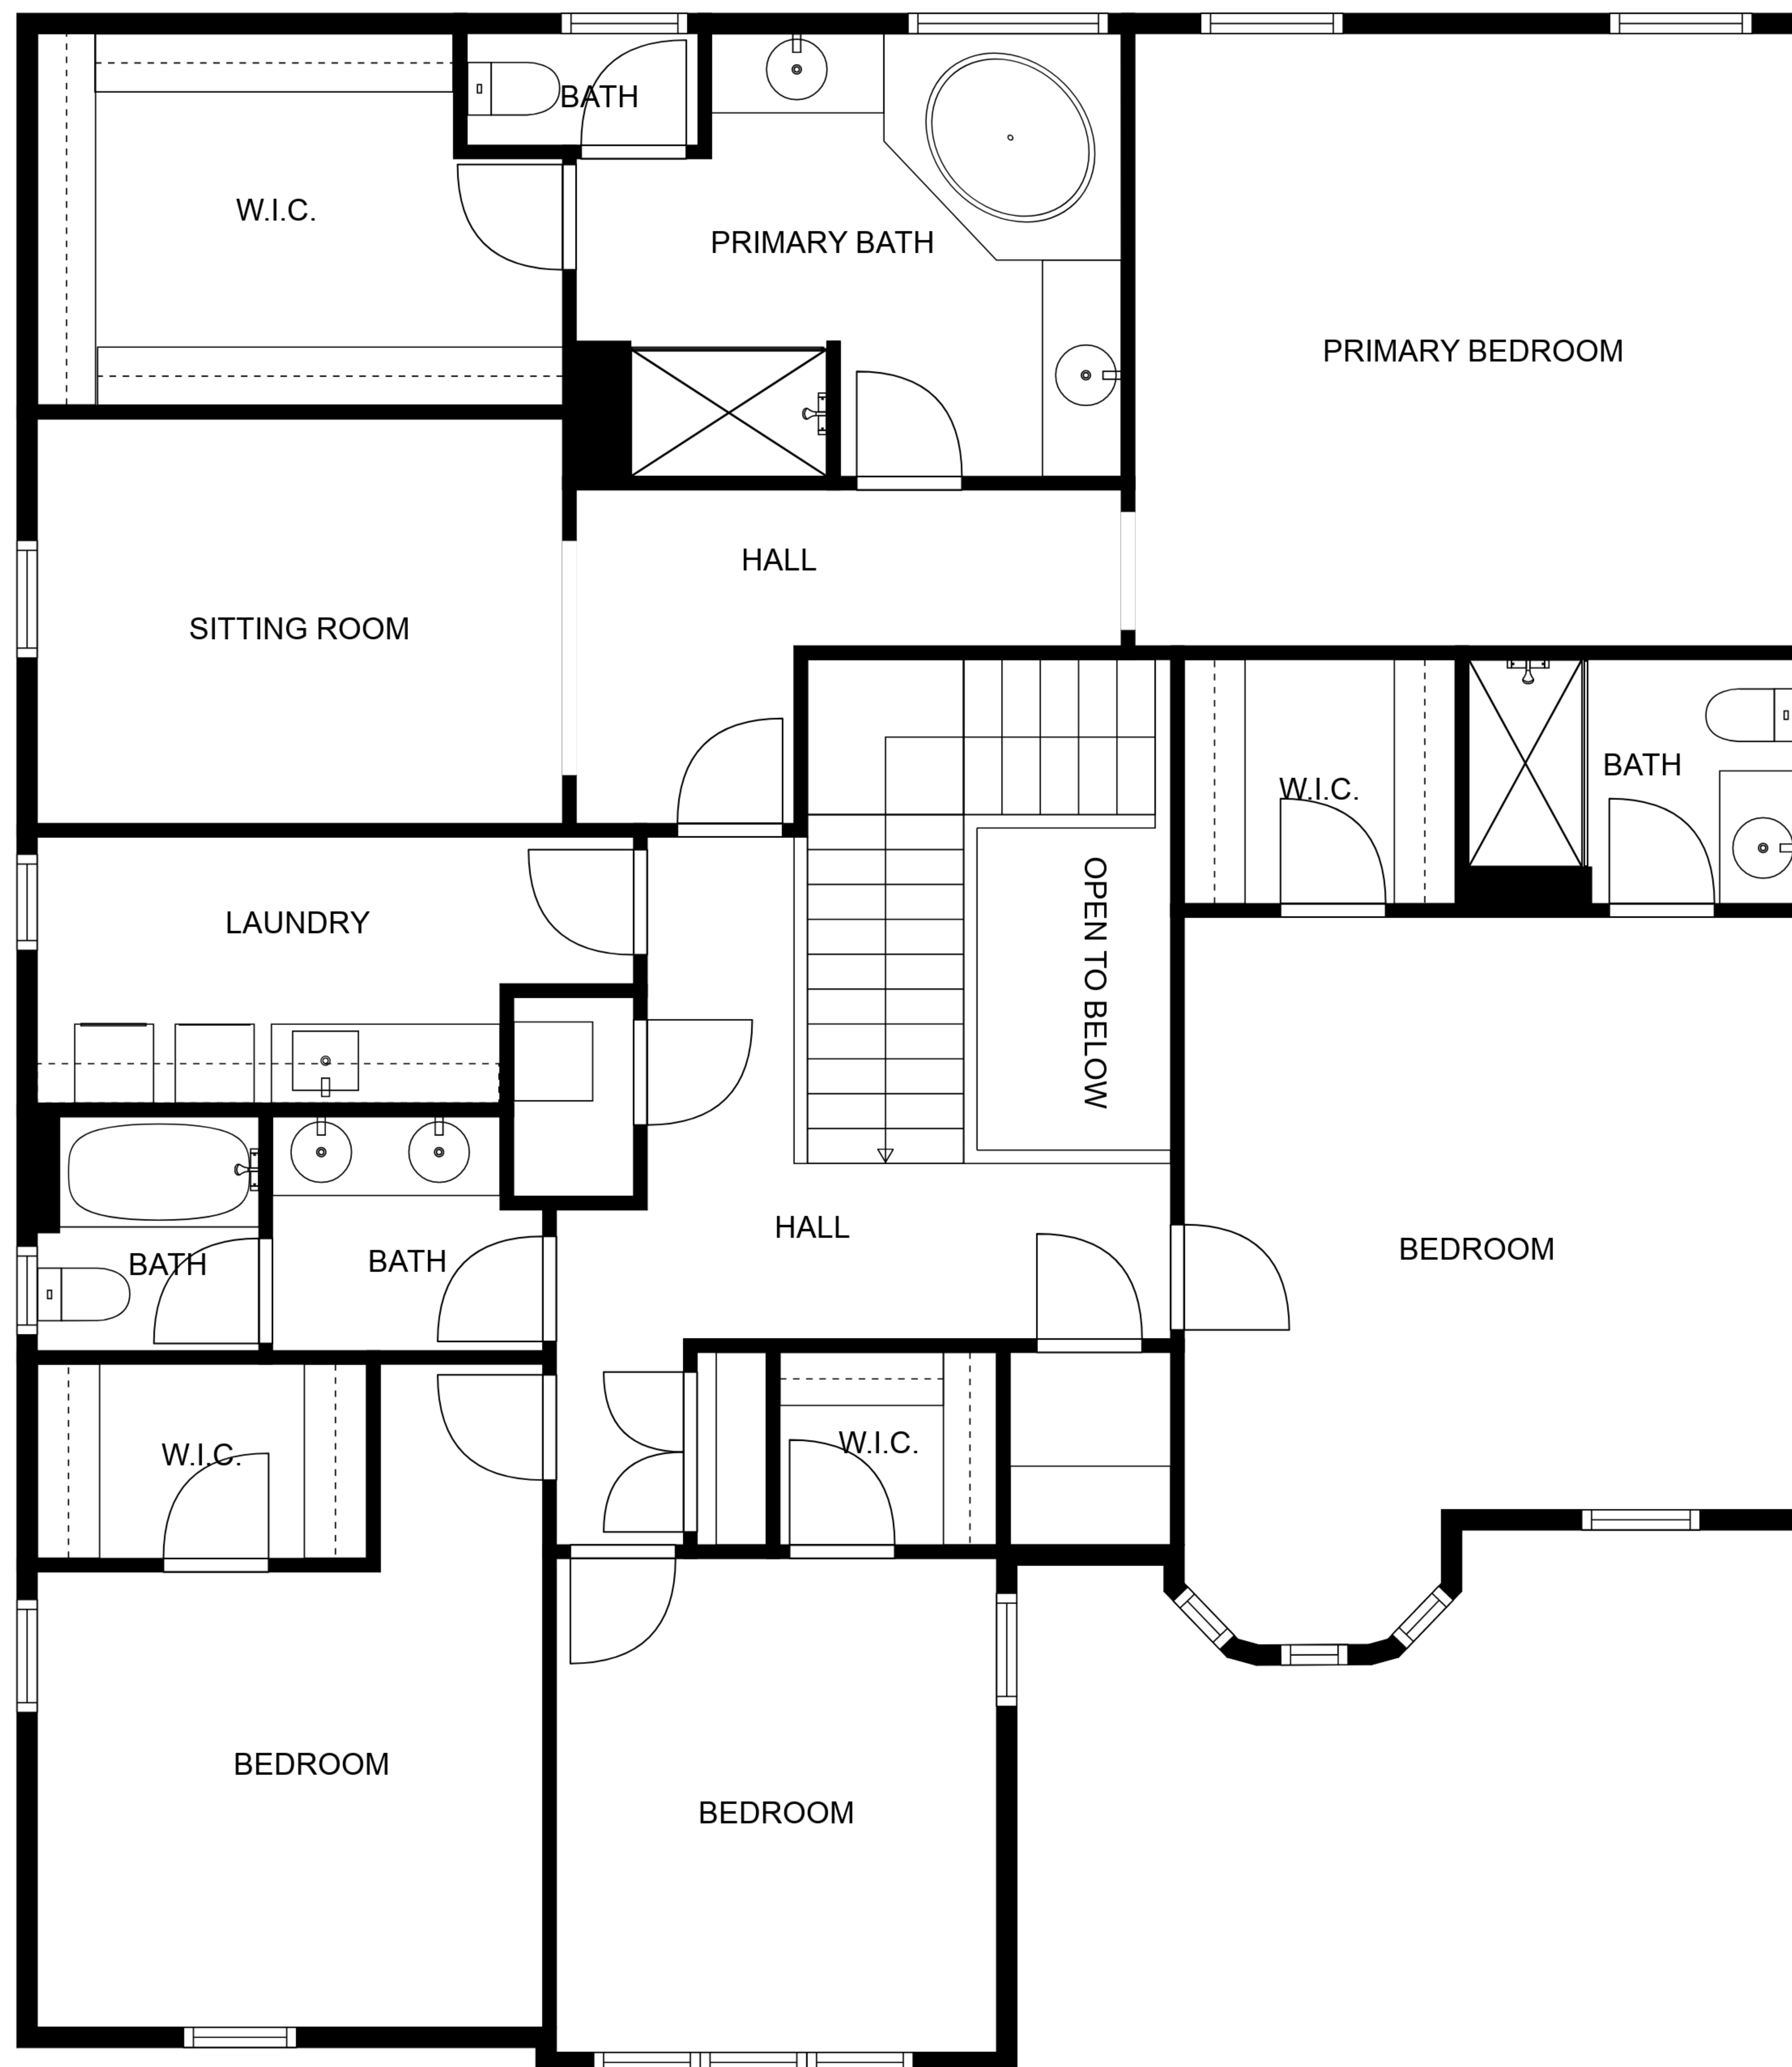 BATH
W.I.C.
PRIMARY BATH
PRIMARY BEDROOM
HALL
SITTING ROOM
BATH
W.I.C.
LAUNDRY
OPEN TO BELOW
HALL
BEDROOM
BATH
BATH
W.I.C.
W.I.C.
BEDROOM
BEDROOM